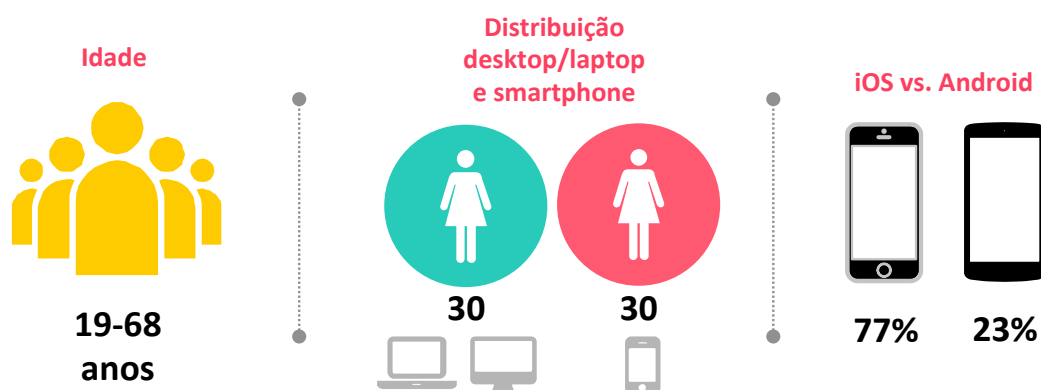 Idade
19-68
anos
Distribuição
desktop/laptop
e smartphone
30
30
iOS vs. Android
77%
23%